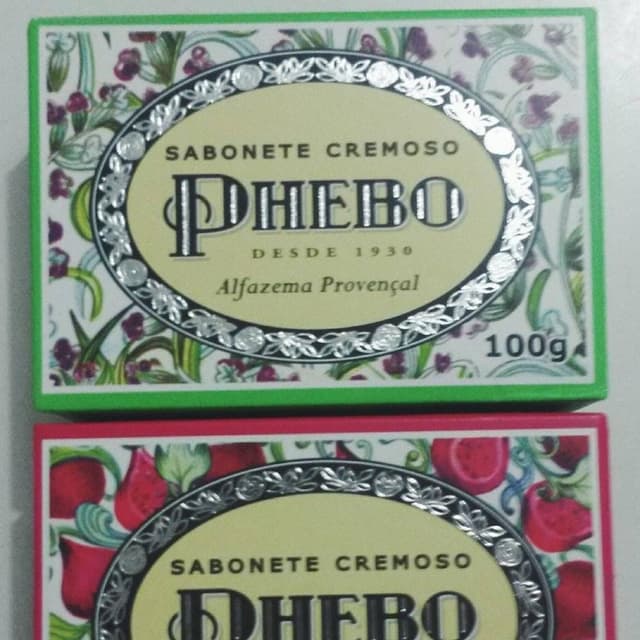 SABONETE CREMOSO
PHEBO
DESDE 1930
Alfazema Provençal
100g
SABONETE CREMOSO
PHEBO